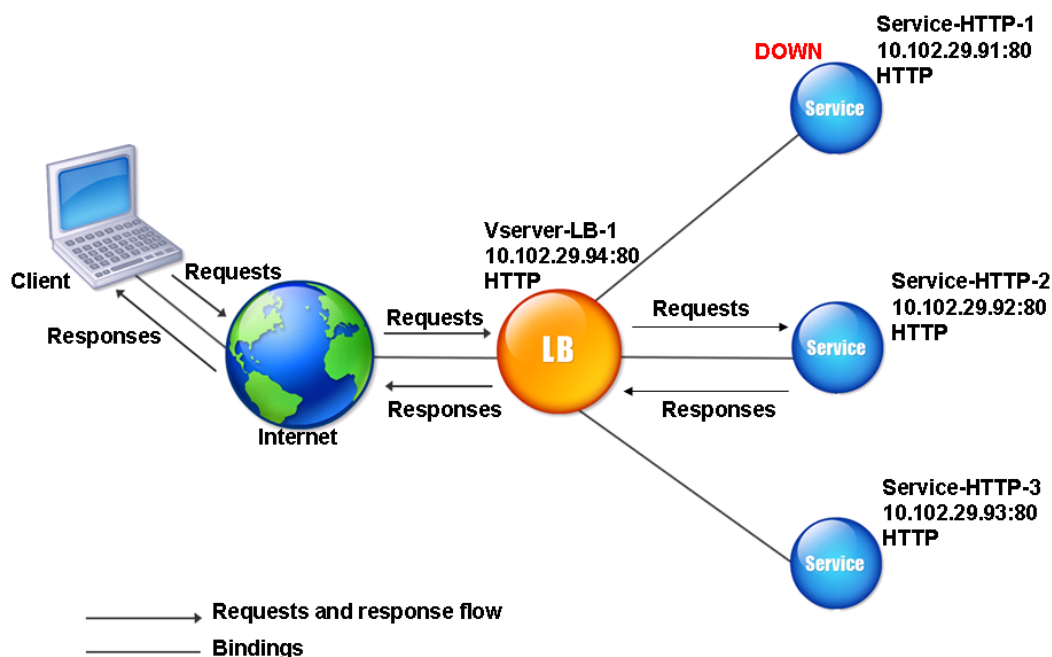 Service-HTTP-1
10.102.29.91:80
HTTP
DOWN
Service
Vserver-LB-1
10.102.29.94:80
HTTP
Client
Requests
Responses
Internet
Requests
Responses
LB
Requests
Responses
Service-HTTP-2
10.102.29.92:80
HTTP
Service
Service-HTTP-3
10.102.29.93:80
HTTP
Service
Requests and response flow
Bindings